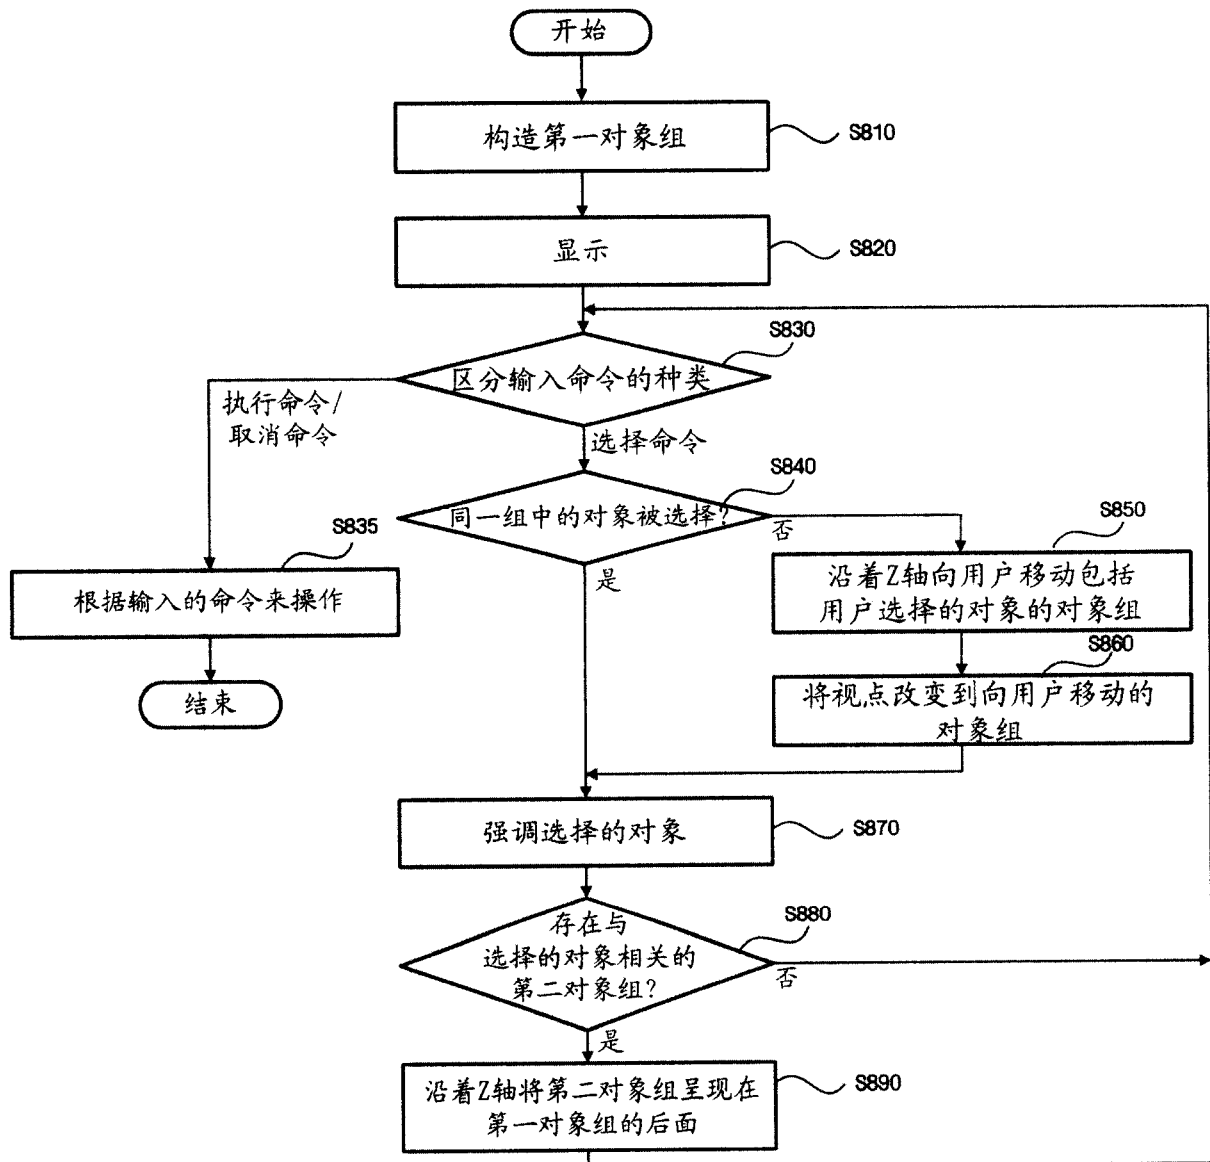 开始
构造第一对象组
S810
显示
S820
S830
区分输入命令的种类
执行命令/
取消命令
选择命令
S840
同一组中的对象被选择?
否
是
S835
根据输入的命令来操作
结束
S850
沿着Z轴向用户移动包括
用户选择的对象的对象组
S860
将视点改变到向用户移动的
对象组
强调选择的对象
S870
S880
存在与
选择的对象相关的
第二对象组?
否
是
沿着Z轴将第二对象组呈现在
第一对象组的后面
S890